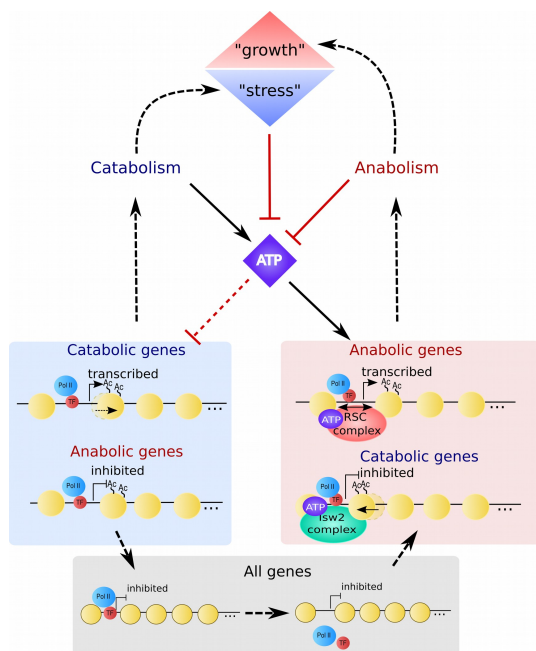 "growth"
"stress"
Catabolism
Anabolism
ATP
Catabolic genes
transcribed
Ac
Ac
Pol II
TF
...
Anabolic genes
inhibited
Ac
Ac
Pol II
TF
...
Anabolic genes
transcribed
Ac
Ac
Pol II
TF
...
ATP
RSC
complex
Catabolic genes
inhibited
Ac
Ac
Pol II
TF
...
ATP
Isw2
complex
All genes
inhibited
Pol II
TF
...
inhibited
...
Pol II
TF